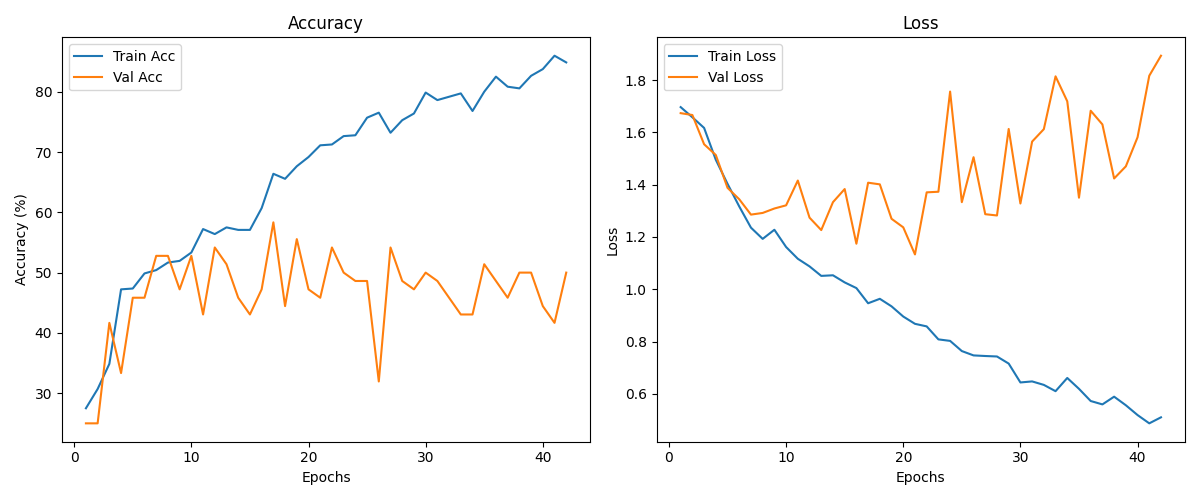 Accuracy
Train Acc
Val Acc
Accuracy (%)
80
70
60
50
40
30
0 10 20 30 40
Epochs
Loss
Train Loss
Val Loss
Loss
1.8
1.6
1.4
1.2
1.0
0.8
0.6
0 10 20 30 40
Epochs